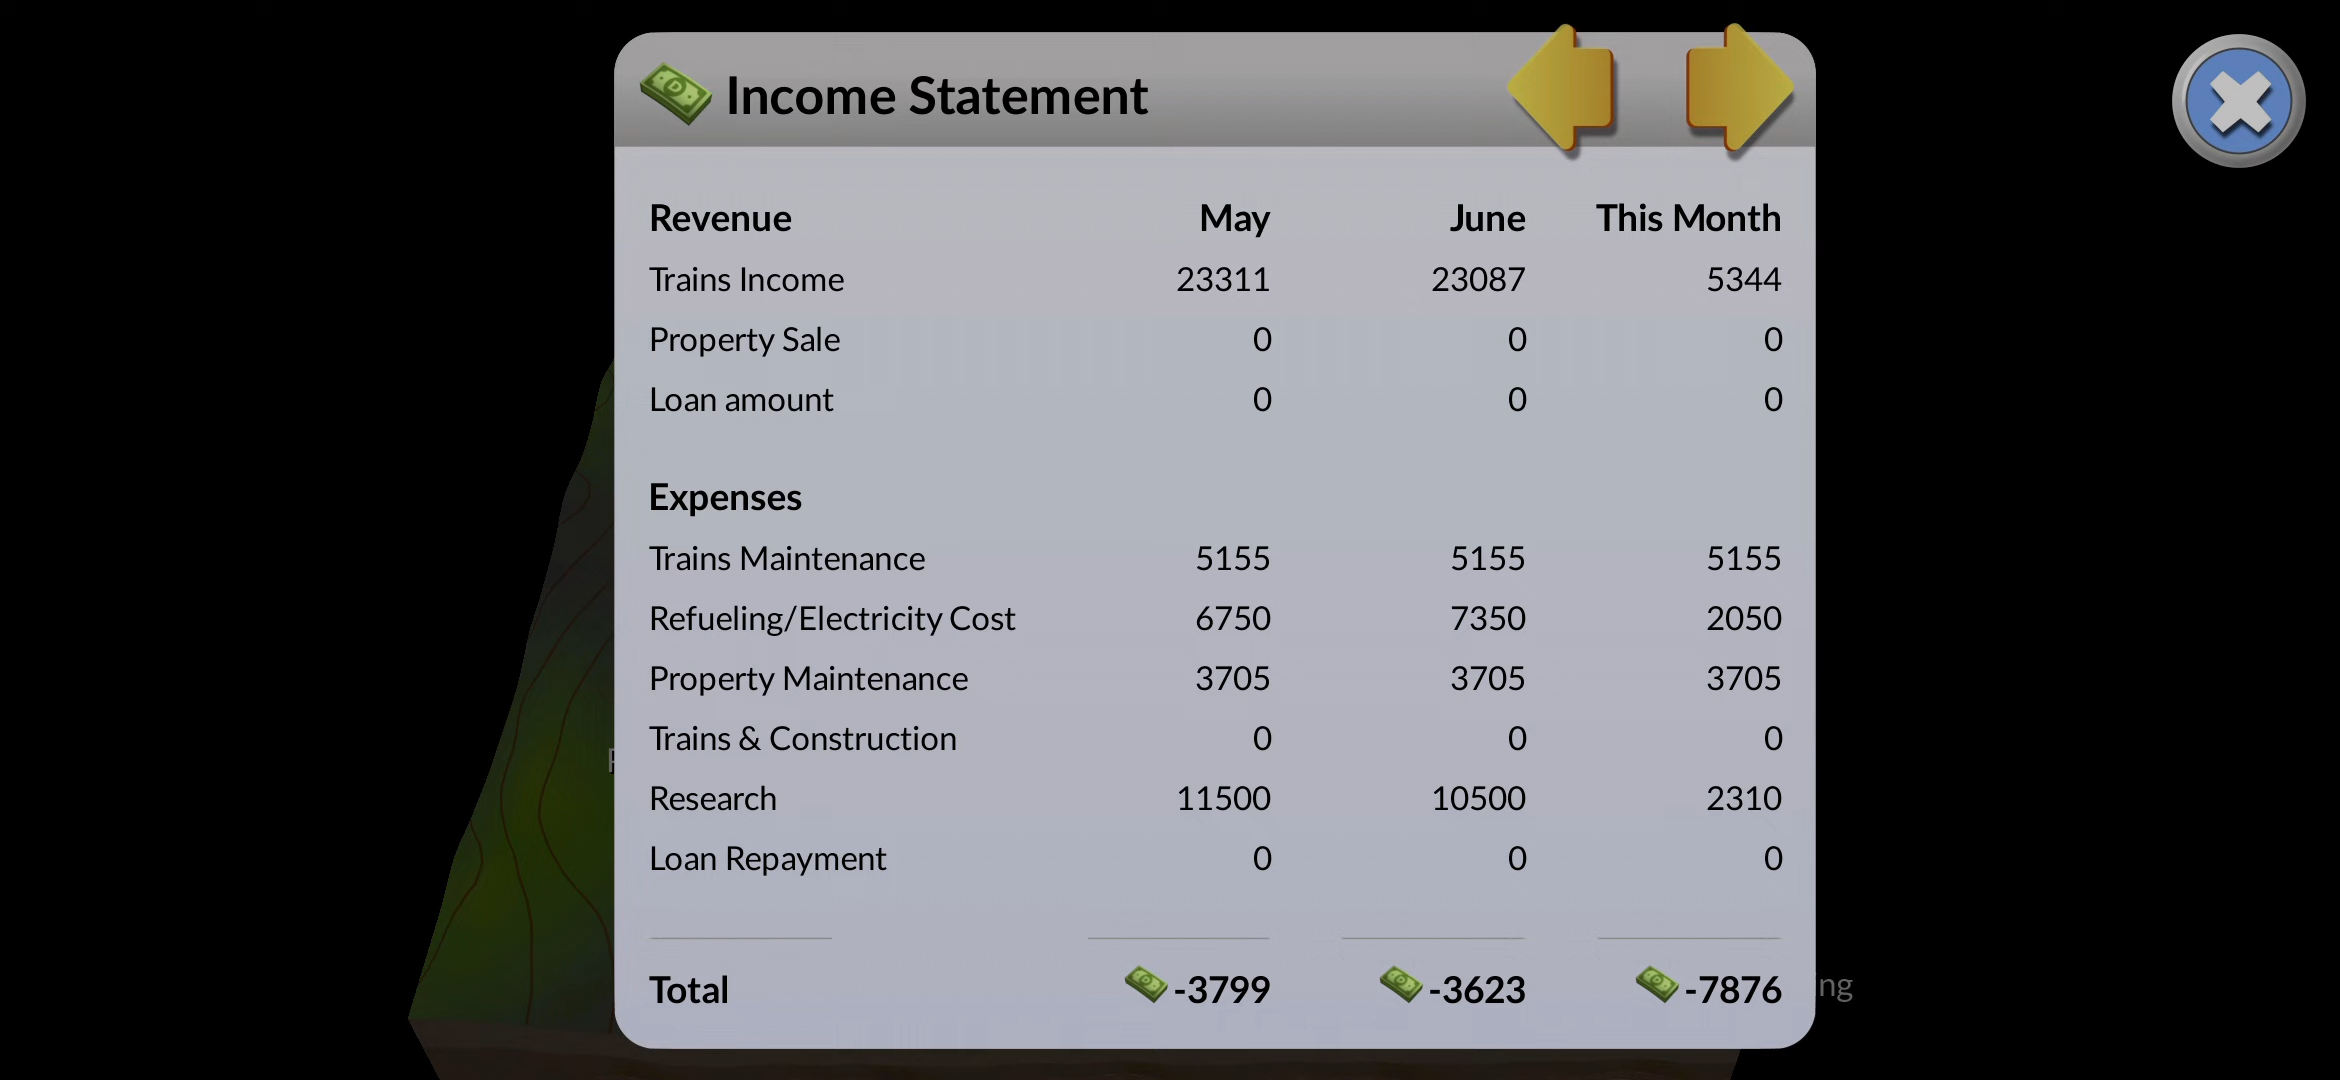 Income Statement
Revenue May June This Month
Trains Income 23311 23087 5344
Property Sale 0 0 0
Loan amount 0 0 0
Expenses
Trains Maintenance 5155 5155 5155
Refueling/Electricity Cost 6750 7350 2050
Property Maintenance 3705 3705 3705
Trains & Construction 0 0 0
Research 11500 10500 2310
Loan Repayment 0 0 0
Total -3799 -3623 -7876